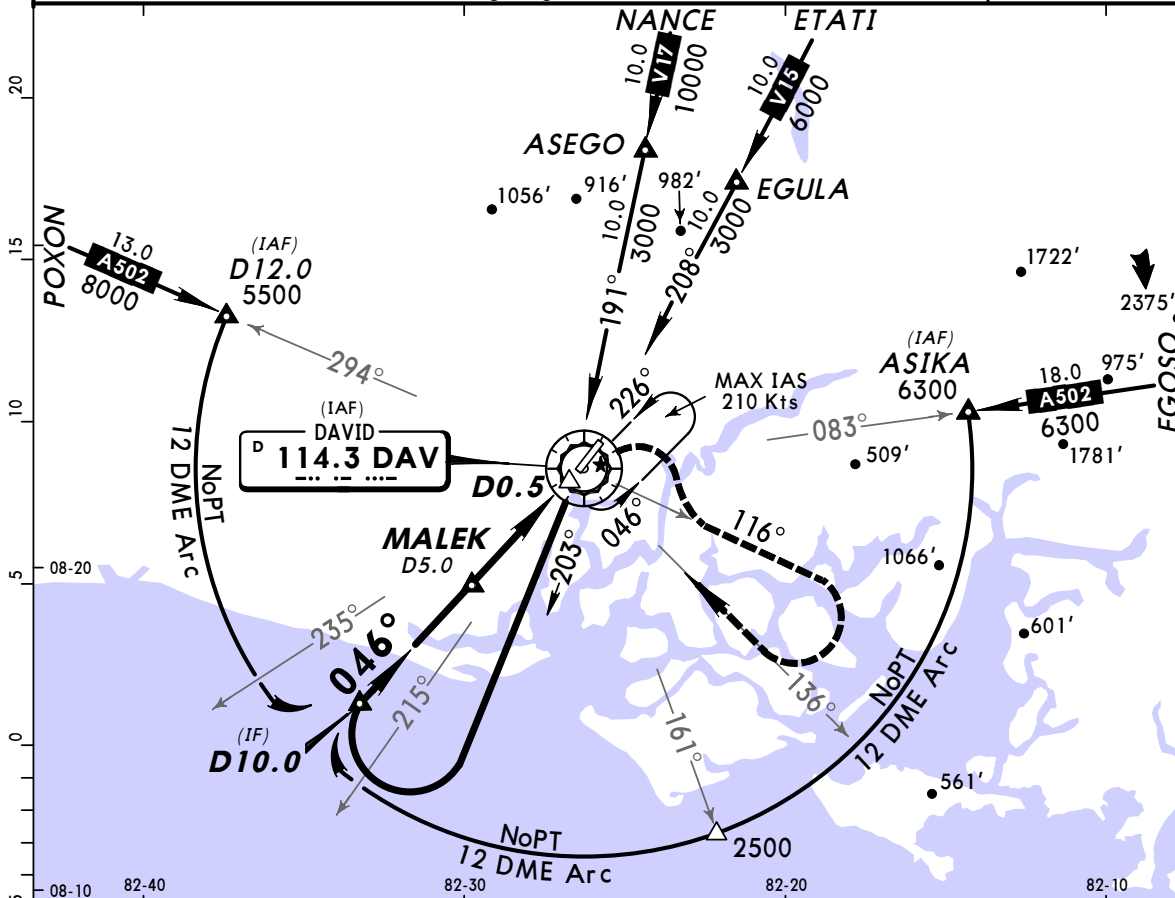 NANCE
ETATI
10.0
V17
10000
10.0
V15
6000
20
ASEGO
EGULA
1056'
916'
982'
10.0
3000
10.0
3000
POXON
15
13.0
A502
8000
(IAF)
D12.0
5500
191°
208°
1722'
2375'
EGOSO
(IAF)
ASIKA
6300
18.0
A502
6300
975'
1781'
294°
226°
MAX IAS
210 Kts
083°
509'
10
(IAF)
DAVID
D 114.3 DAV
D0.5
12 DME Arc
NoPT
MALEK
D5.0
203°
046°
116°
1066'
5
08-20
235°
046°
215°
601'
136°
161°
NoPT
12 DME Arc
0
(IF)
D10.0
561'
NoPT
12 DME Arc
2500
08-10
82-40
82-30
82-20
82-10